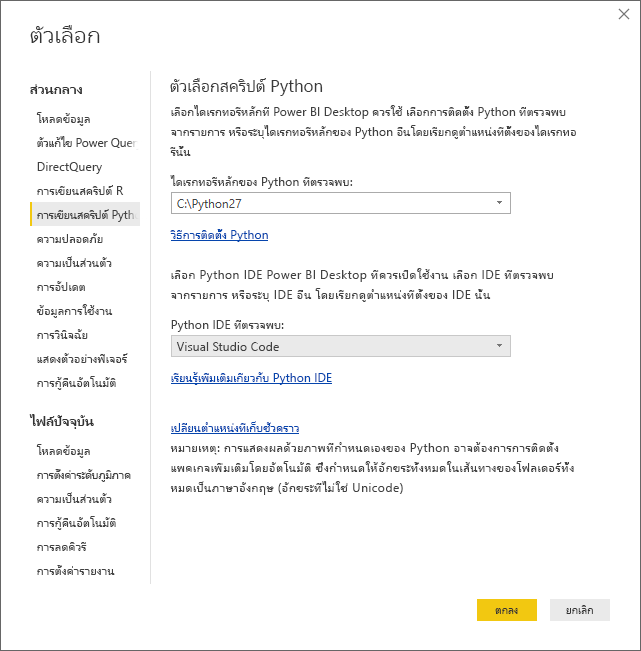 ตัวเลือก
ส่วนกลาง
โหลดข้อมูล
ตัวแก้ไข Power Quer
DirectQuery
การเขียนสคริปต์ R
การเขียนสคริปต์ Pyth
ความปลอดภัย
ความเป็นส่วนตัว
การอัปเดต
ข้อมูลการใช้งาน
การวินิจฉัย
แสดงตัวอย่างฟีเจอร์
การกู้คืนอัตโนมัติ
ไฟล์ปัจจุบัน
โหลดข้อมูล
การตั้งค่าระดับภูมิภาค
ความเป็นส่วนตัว
การกู้คืนอัตโนมัติ
การลดคิวรี
การตั้งค่ารายงาน
ตัวเลือกสคริปต์ Python
เลือกไดเรกทอรีหลักที่ Power BI Desktop ควรใช้ เลือกการติดตั้ง Python ที่ตรวจพบ
จากรายการ หรือระบุไดเรกทอรีหลักของ Python อื่นโดยเรียกดูตำแหน่งที่ตั้งของไดเรกทอ
รีนั้น
ไดเรกทอรีหลักของ Python ที่ตรวจพบ:
C:\Python27
วิธีการติดตั้ง Python
เลือก Python IDE Power BI Desktop ที่ควรเปิดใช้งาน เลือก IDE ที่ตรวจพบ
จากรายการ หรือระบุ IDE อื่น โดยเรียกดูตำแหน่งที่ตั้งของ IDE นั้น
Python IDE ที่ตรวจพบ:
Visual Studio Code
เรียนรู้เพิ่มเติมเกี่ยวกับ Python IDE
เปลี่ยนตำแหน่งที่เก็บชั่วคราว
หมายเหตุ: การแสดงผลด้วยภาพที่กำหนดเองของ Python อาจต้องการการติดตั้ง
แพคเกจเพิ่มเติมโดยอัตโนมัติ ซึ่งกำหนดให้อักขระทั้งหมดในเส้นทางของโฟลเดอร์ทั้ง
หมดเป็นภาษาอังกฤษ (อักขระที่ไม่ใช่ Unicode)
ตกลง
ยกเลิก